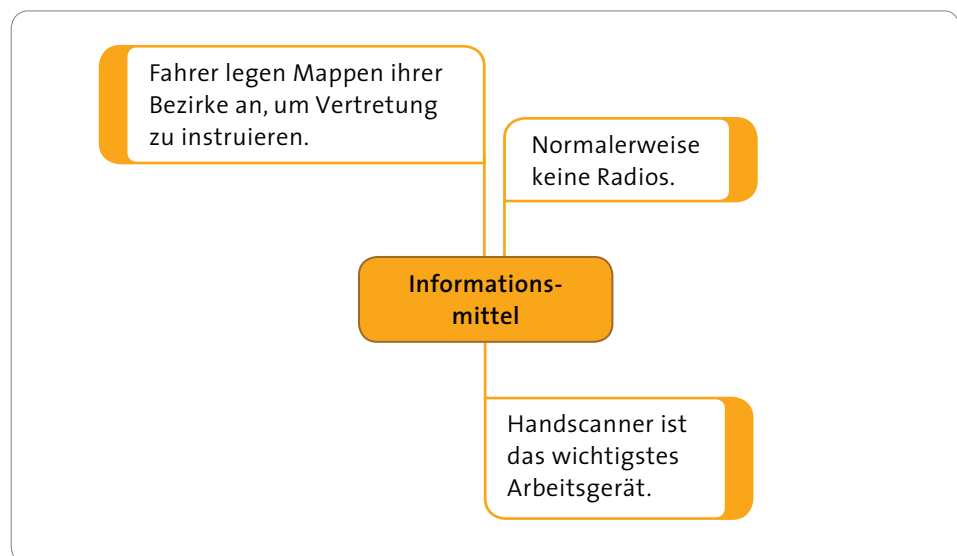 Fahrer legen Mappen ihrer
Bezirke an, um Vertretung
zu instruieren.
Normalerweise
keine Radios.
Informations-
mittel
Handscanner ist
das wichtigstes
Arbeitsgerät.